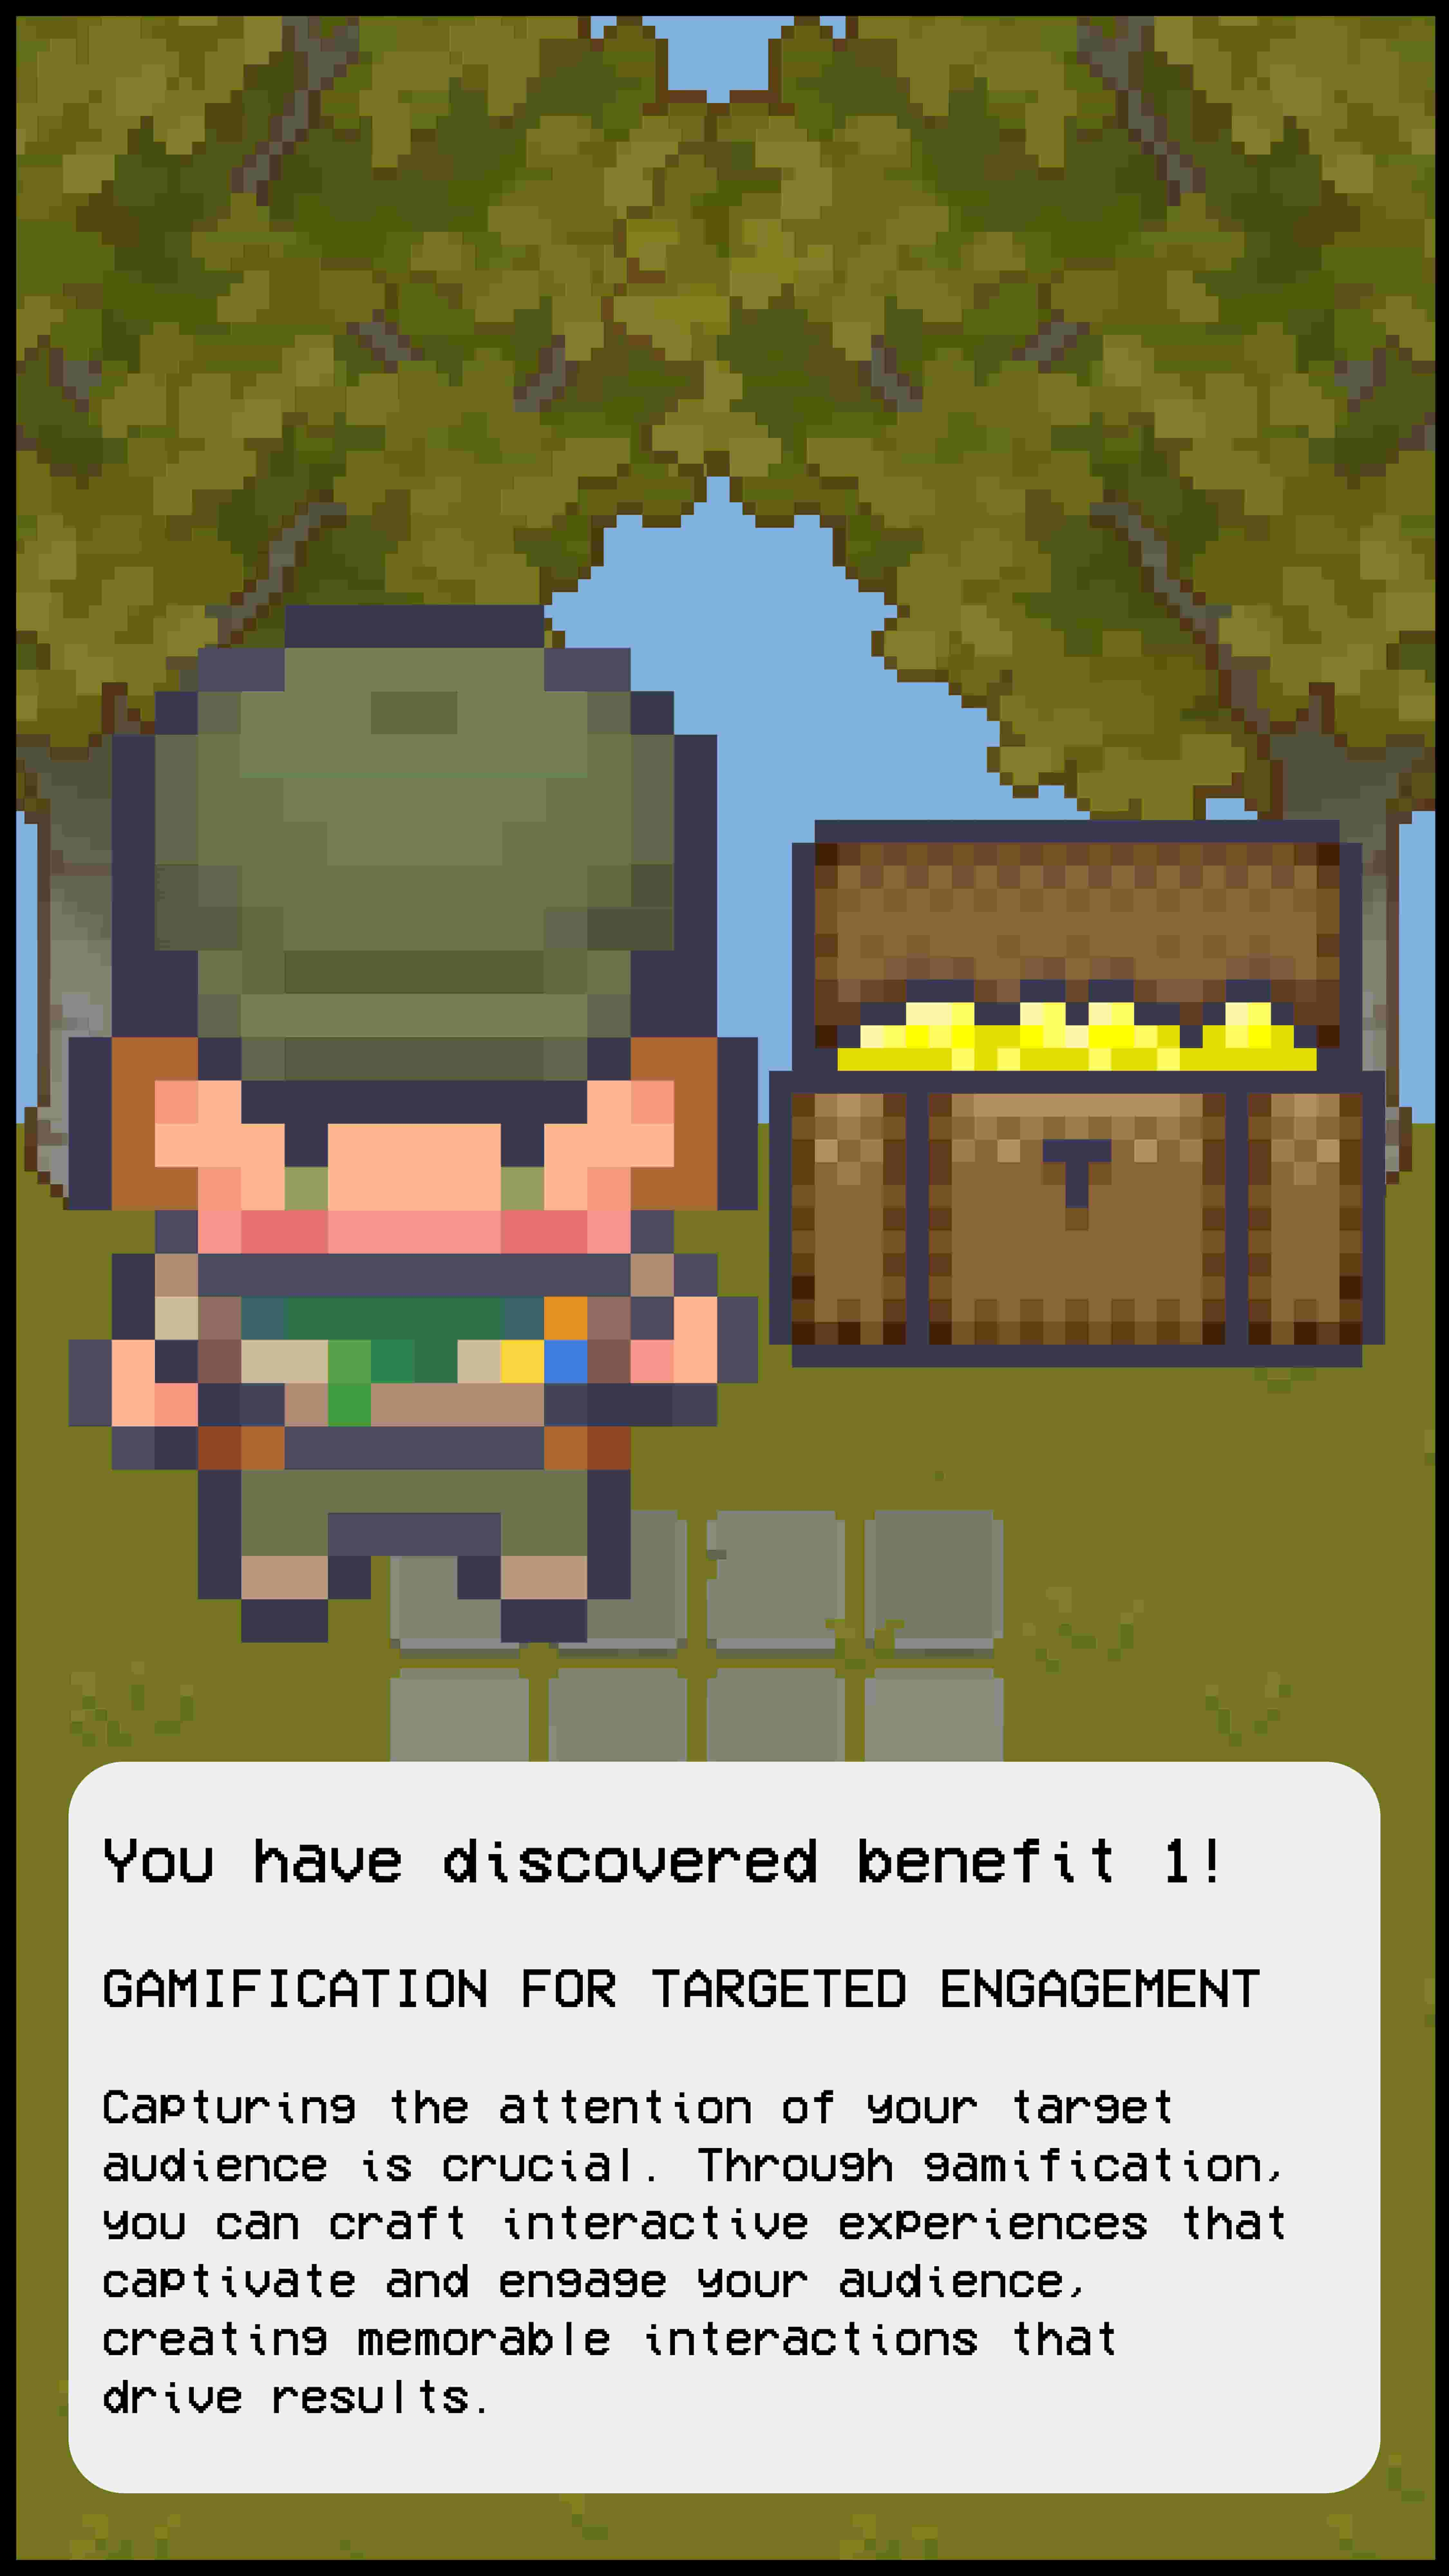 You have discovered benefit 1!
GAMIFICATION FOR TARGETED ENGAGEMENT
Capturing the attention of your target
audience is crucial. Through gamification,
you can craft interactive experiences that
captivate and engage your audience,
creating memorable interactions that
drive results.